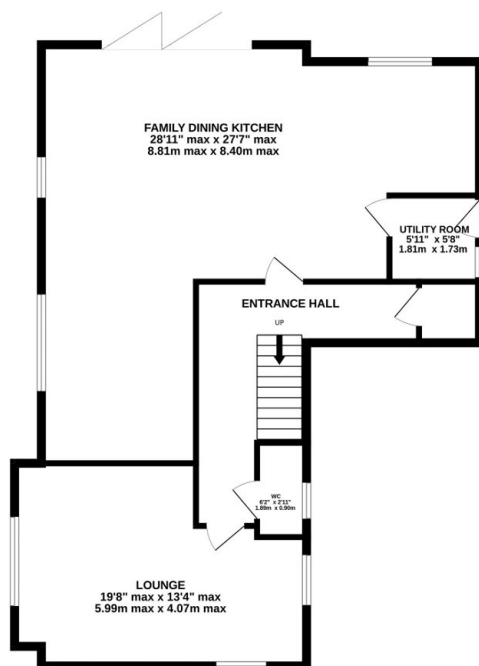 FAMILY DINING KITCHEN
28'11" max x 27'7" max
8.81m max x 8.40m max
UTILITY ROOM
5'11" x 5'8"
1.81m x 1.73m
ENTRANCE HALL
UP
WC
6'2" x 2'11"
1.89m x 0.90m
LOUNGE
19'8" max x 13'4" max
5.99m max x 4.07m max